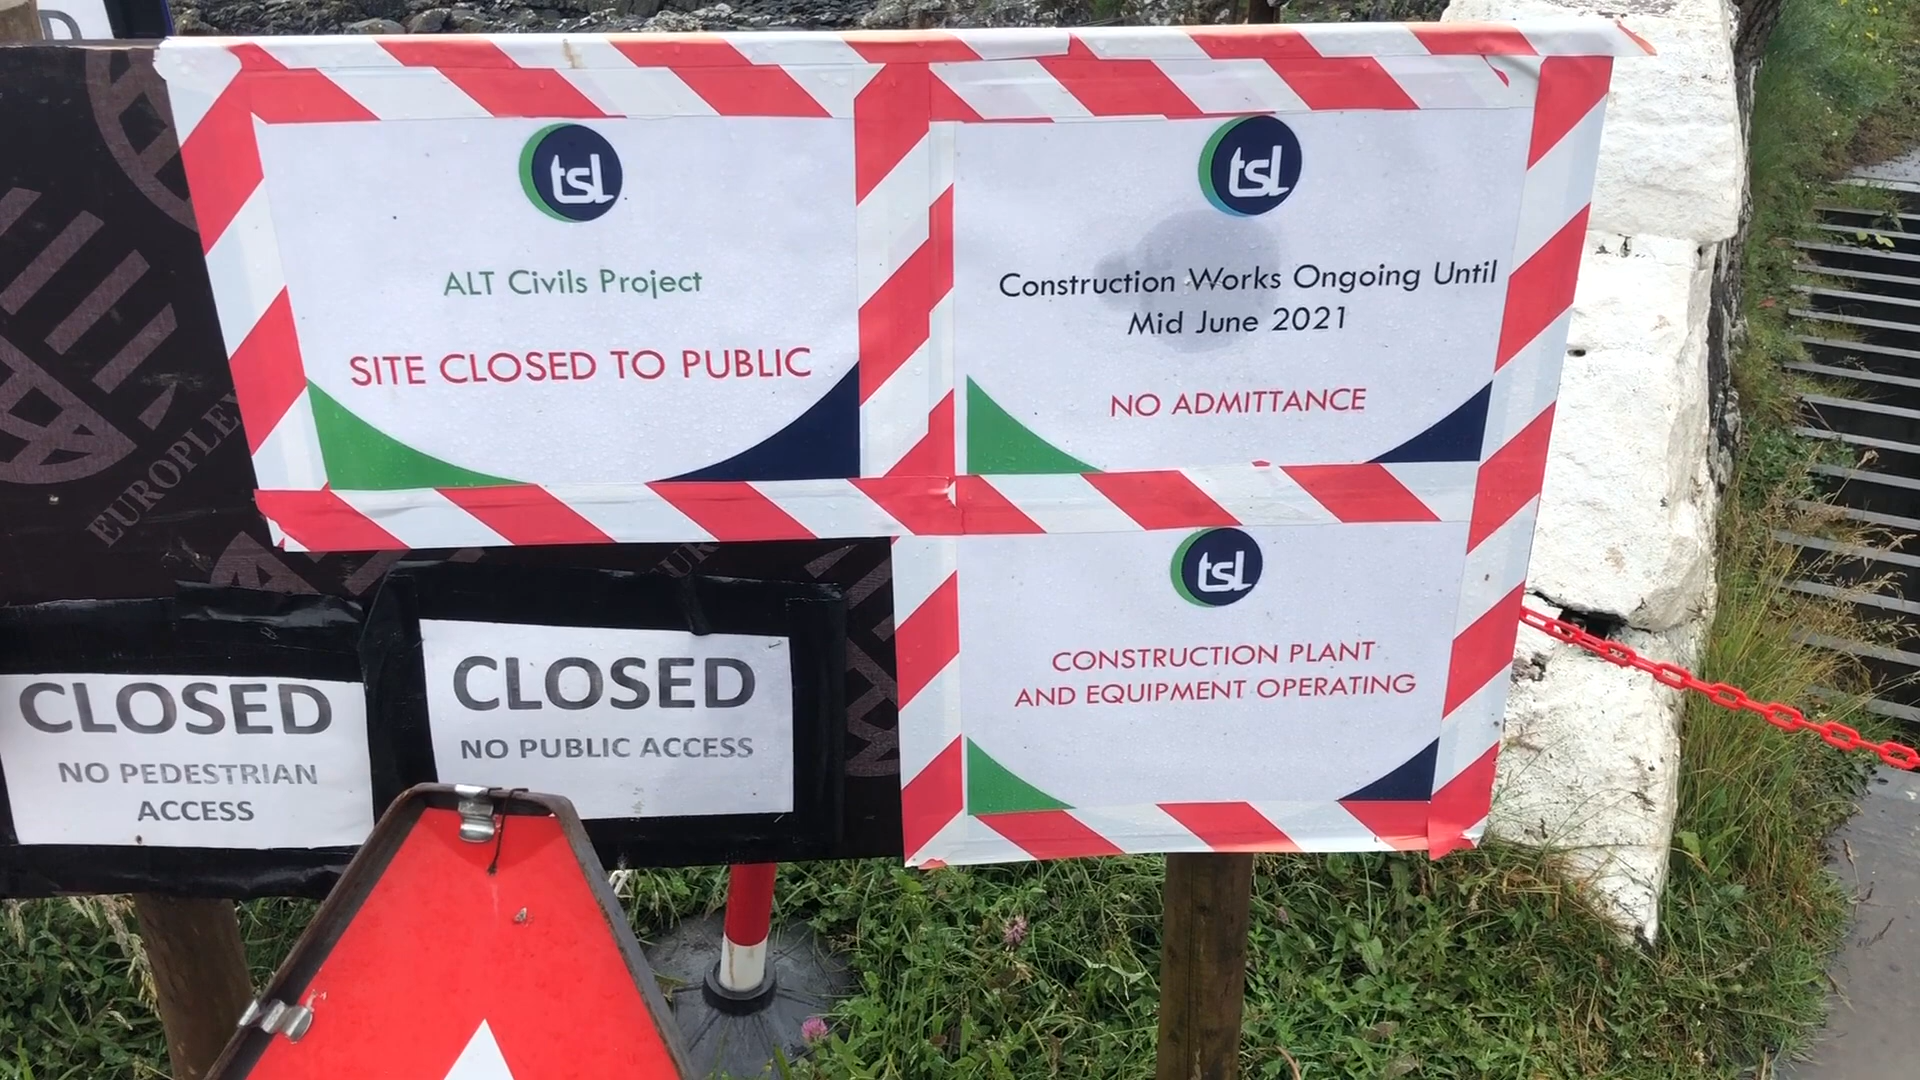 D
tsl
ALT Civils Project
SITE CLOSED TO PUBLIC
tsl
Construction Works Ongoing Until
Mid June 2021
NO ADMITTANCE
EUROPLEX
tsl
CONSTRUCTION PLANT
AND EQUIPMENT OPERATING
CLOSED
NO PEDESTRIAN
ACCESS
CLOSED
NO PUBLIC ACCESS